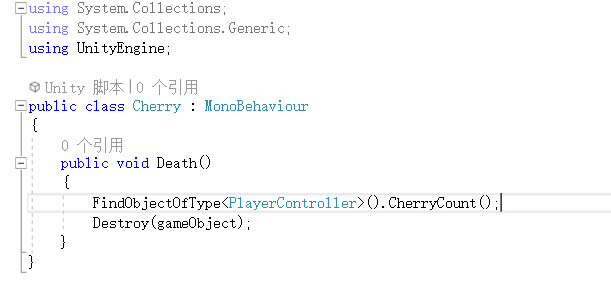 using System.Collections;
using System.Collections.Generic;
using UnityEngine;
Unity 脚本|0 个引用
public class Cherry : MonoBehaviour
{
0 个引用
public void Death()
{
FindObjectOfType<PlayerController>().CherryCount();
Destroy(gameObject);
}
}